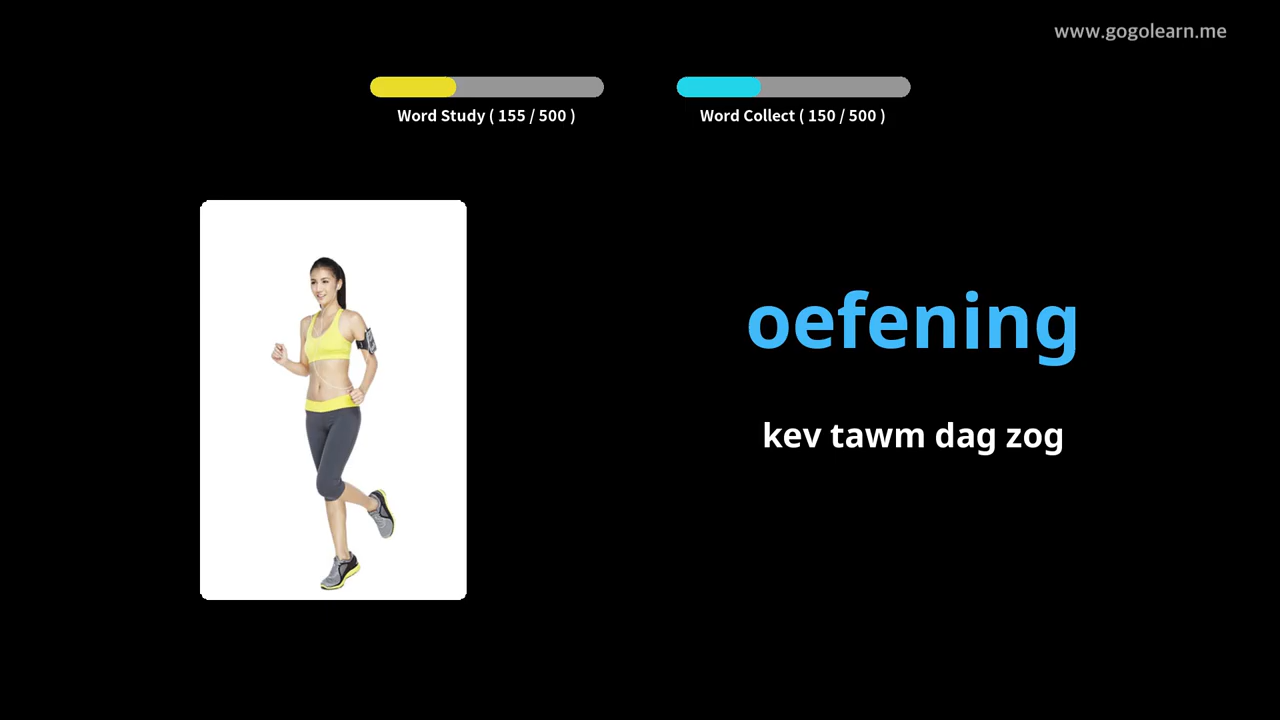 www.gogolearn.me
Word Study ( 155 / 500 )
Word Collect ( 150 / 500 )
oefening
kev tawm dag zog